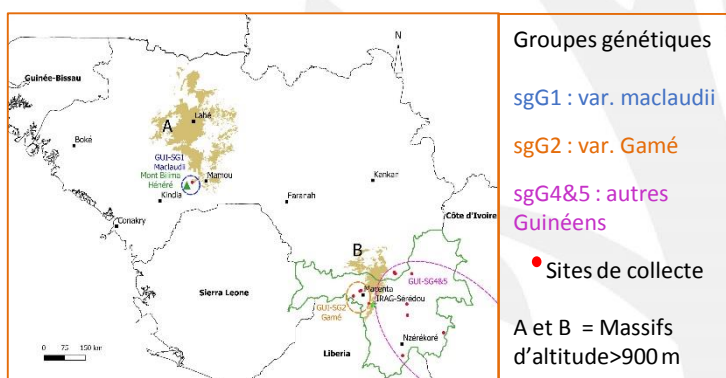 N
Guinée-Bissau
Labé
A
Boké
GUI-SG1
Maclaudii
Mont Bilima
Hénéré
Mamou
Kindia
Faranah
Kankan
Conakry
Côte d'Ivoire
B
GUI-SG4&5
Sierra Leone
Macenta
IRAG-Sérédou
GUI-SG2
Gamé
Nzérékoré
0 75 150 km
Liberia
Groupes génétiques
sgG1 : var. maclaudii
sgG2 : var. Gamé
sgG4&5 : autres
Guinéens
Sites de collecte
A et B = Massifs
d'altitude>900 m